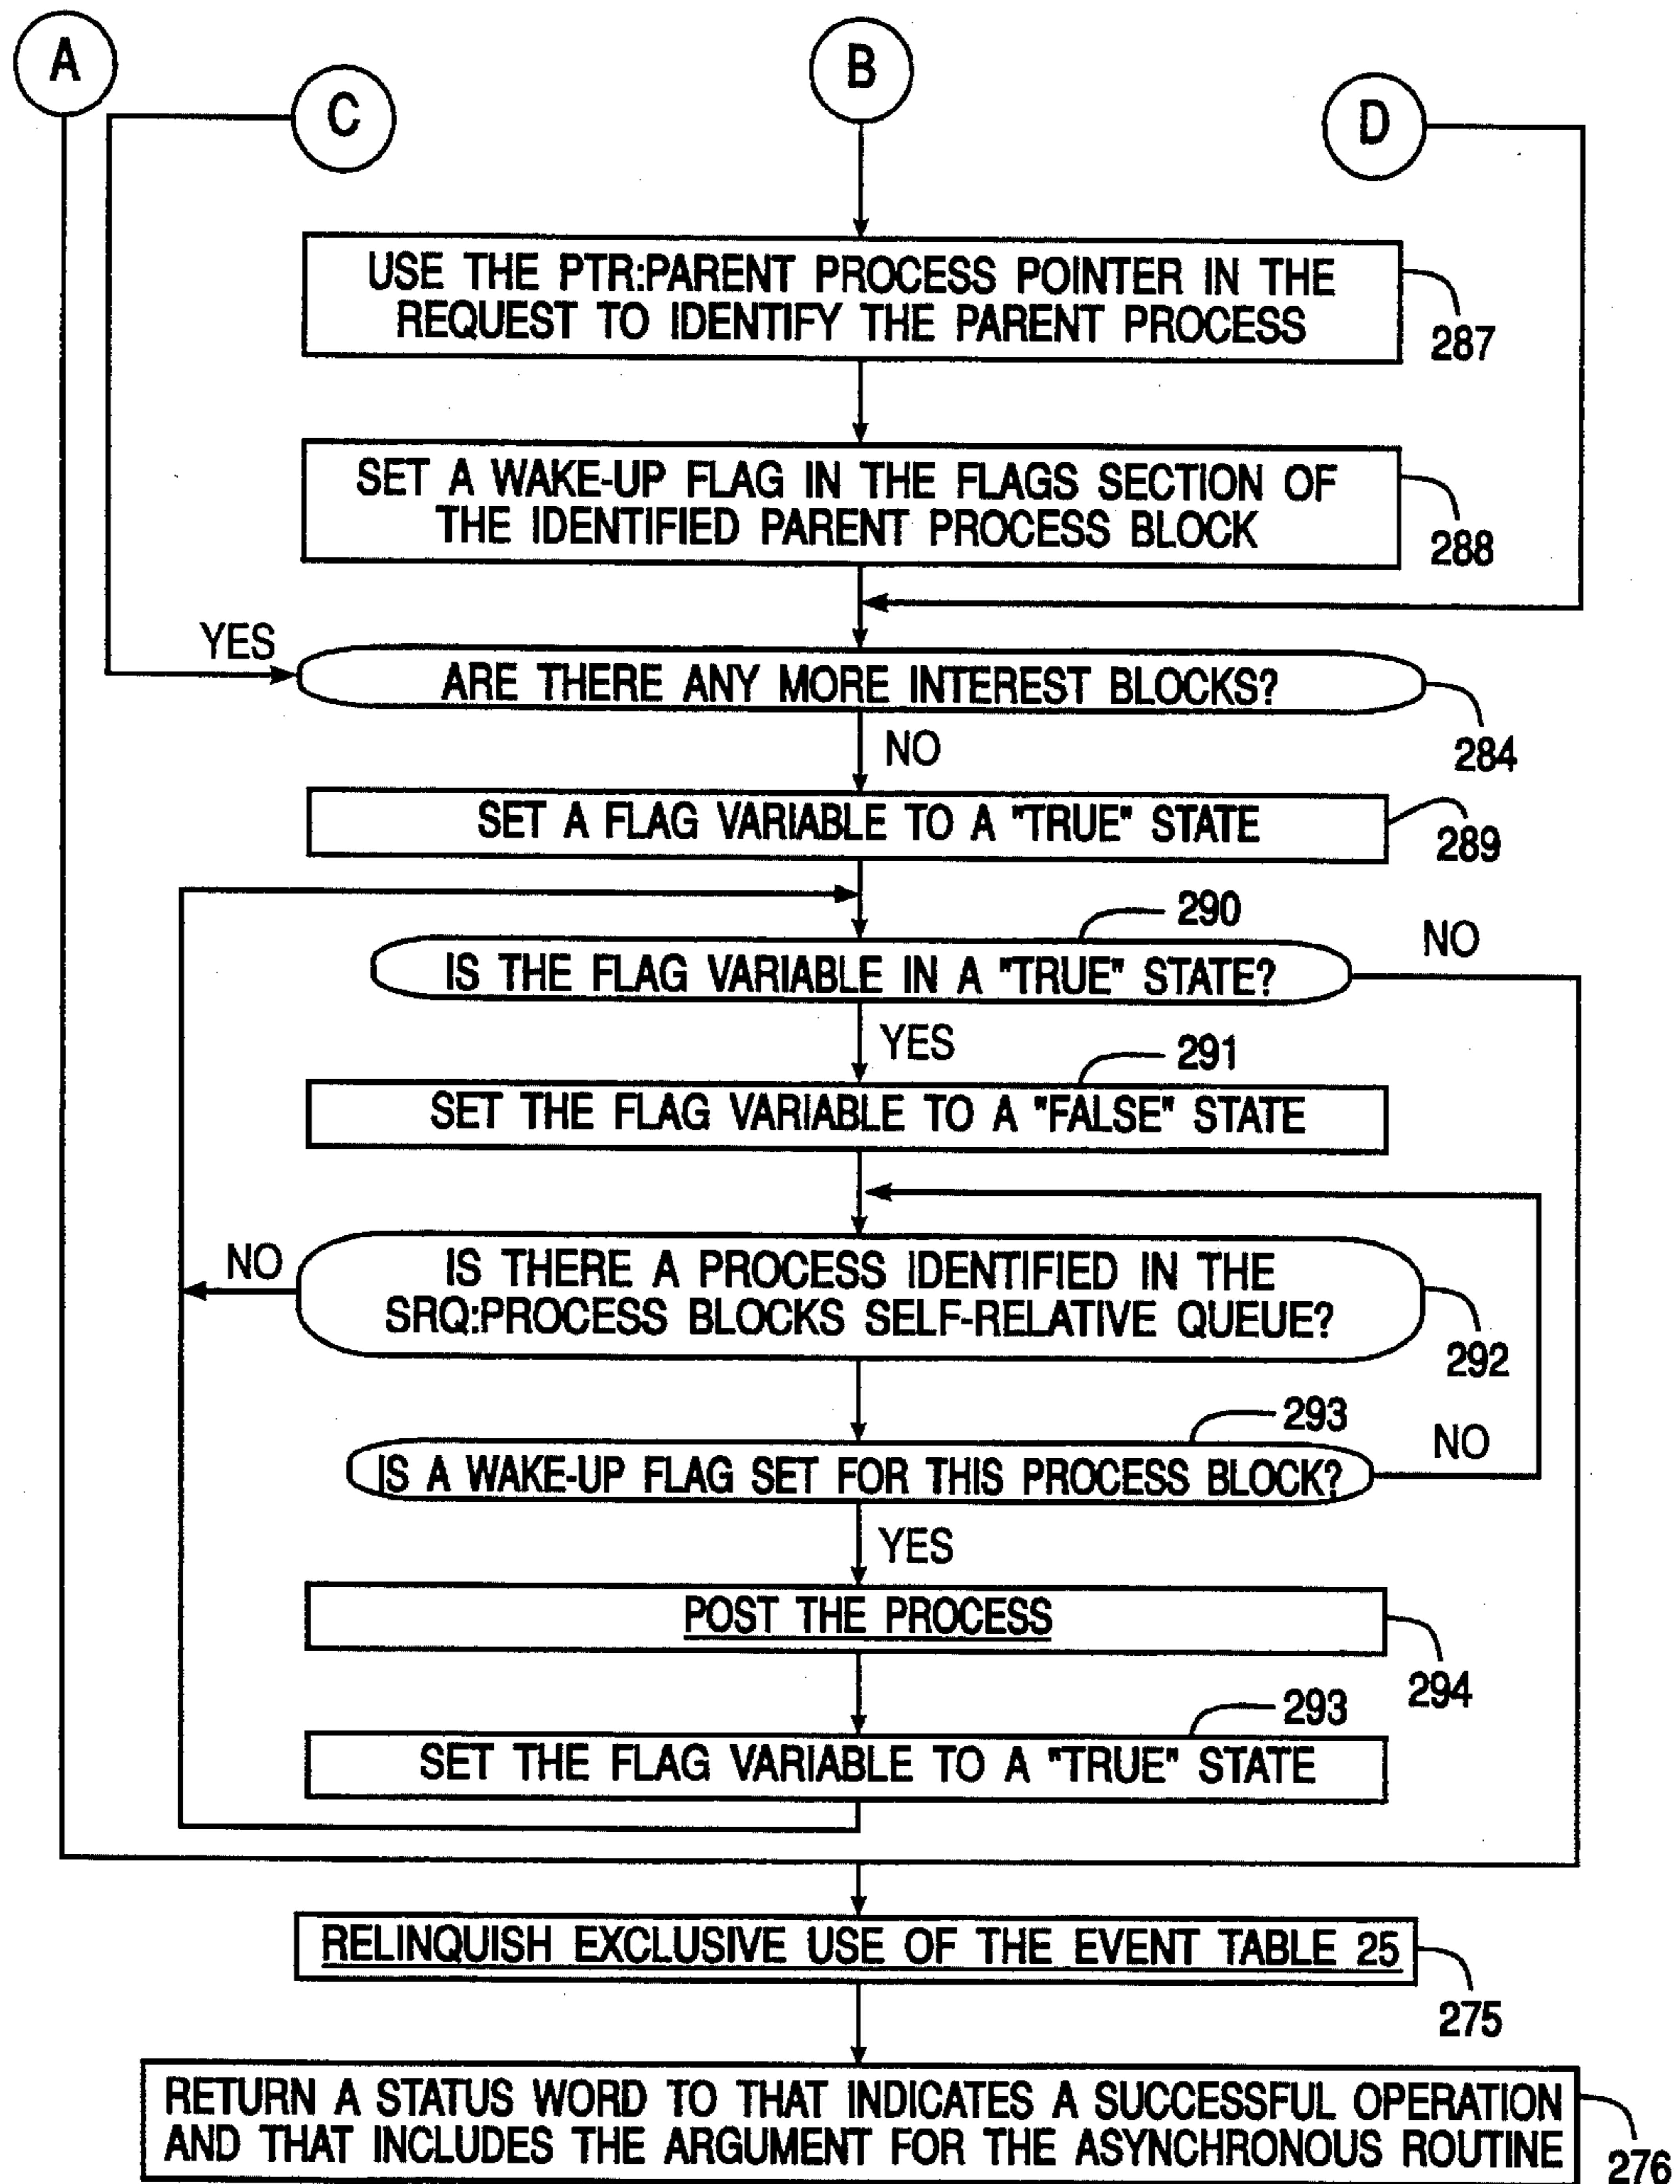 A
B
C
D
USE THE PTR:PARENT PROCESS POINTER IN THE
REQUEST TO IDENTIFY THE PARENT PROCESS
287
SET A WAKE-UP FLAG IN THE FLAGS SECTION OF
THE IDENTIFIED PARENT PROCESS BLOCK
288
YES
ARE THERE ANY MORE INTEREST BLOCKS?
284
NO
SET A FLAG VARIABLE TO A "TRUE" STATE
289
290
NO
IS THE FLAG VARIABLE IN A "TRUE" STATE?
YES
291
SET THE FLAG VARIABLE TO A "FALSE" STATE
NO
IS THERE A PROCESS IDENTIFIED IN THE
SRQ:PROCESS BLOCKS SELF-RELATIVE QUEUE?
292
293
NO
IS A WAKE-UP FLAG SET FOR THIS PROCESS BLOCK?
YES
POST THE PROCESS
294
293
SET THE FLAG VARIABLE TO A "TRUE" STATE
RELINQUISH EXCLUSIVE USE OF THE EVENT TABLE 25
275
RETURN A STATUS WORD TO THAT INDICATES A SUCCESSFUL OPERATION
AND THAT INCLUDES THE ARGUMENT FOR THE ASYNCHRONOUS ROUTINE
276